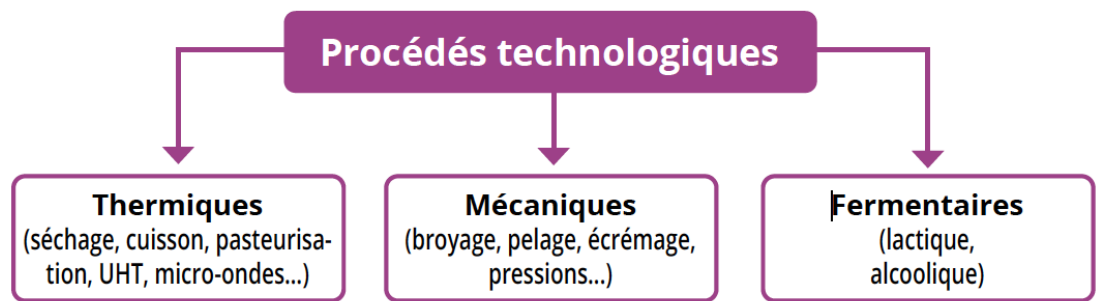 Procédés technologiques
Thermiques
(séchage, cuisson, pasteurisa-
tion, UHT, micro-ondes...)
Mécaniques
(broyage, pelage, écrémage,
pressions...)
Fermentaires
(lactique,
alcoolique)